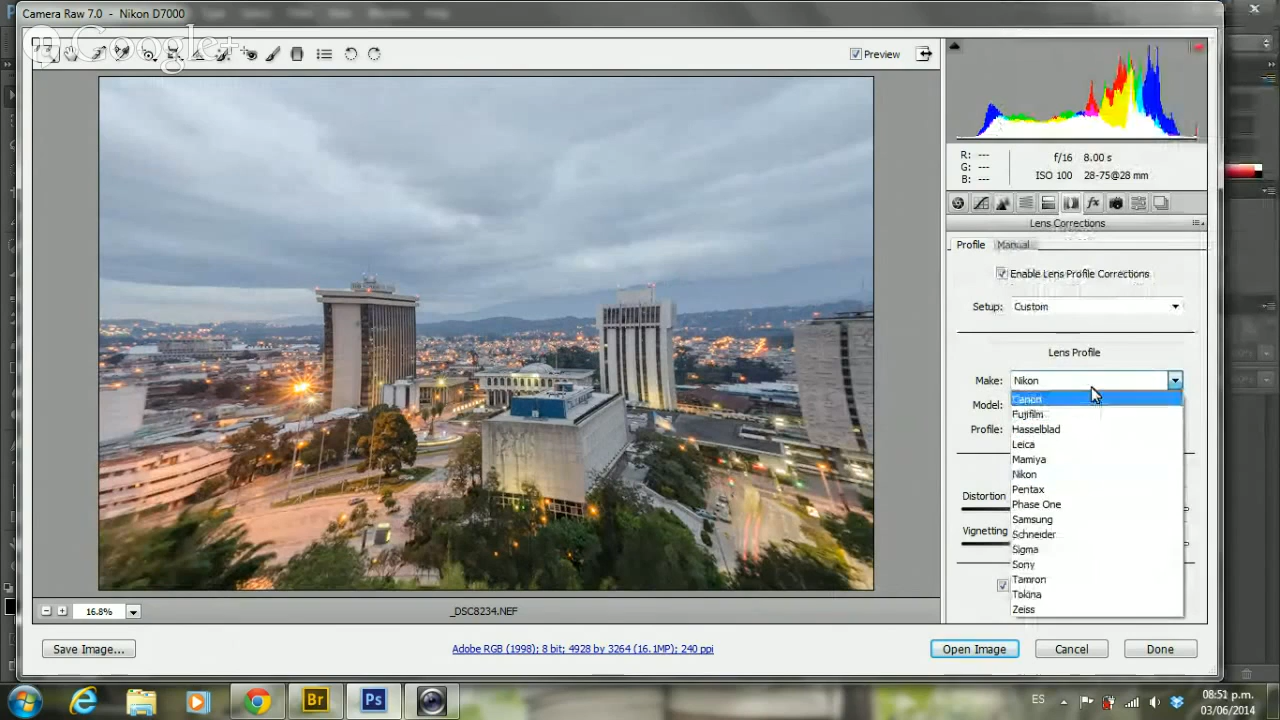 Camera Raw 7.0 - Nikon D7000
Google+
Preview
R: ---
G: ---
B: ---
f/16 8.00 s
ISO 100 28-75@28 mm
fx
Lens Corrections
Profile Manual
Enable Lens Profile Corrections
Setup: Custom
Lens Profile
Make: Nikon
Canon
Model:
Fujifilm
Profile:
Hasselblad
Leica
Mamiya
Nikon
Pentax
Distortion
Phase One
Samsung
Vignetting
Schneider
Sigma
Sony
Tamron
Tokina
Zeiss
16.8%
_DSC8234.NEF
Save Image...
Adobe RGB (1998); 8 bit; 4928 by 3264 (16.1MP); 240 ppi
Open Image
Cancel
Done
Br
Ps
ES
08:51 p.m.
03/06/2014